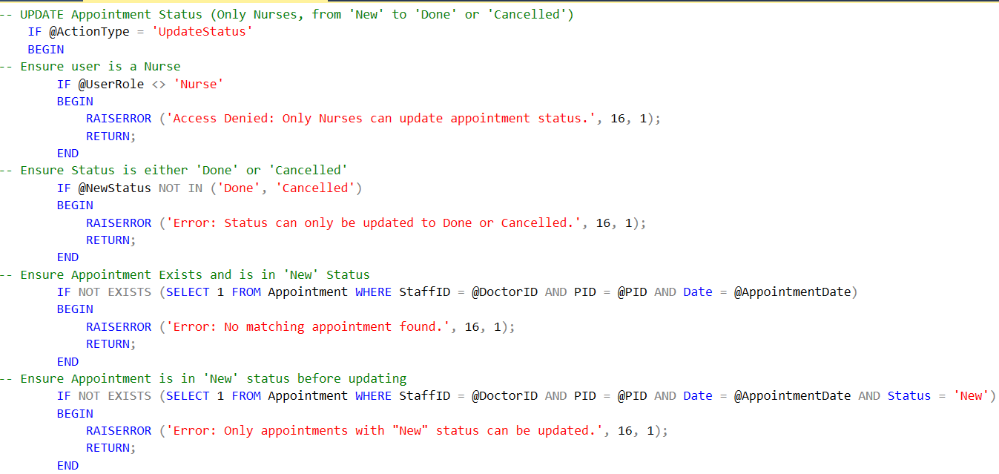 -- UPDATE Appointment Status (Only Nurses, from 'New' to 'Done' or 'Cancelled')
IF @ActionType = 'UpdateStatus'
BEGIN
-- Ensure user is a Nurse
IF @UserRole <> 'Nurse'
BEGIN
RAISERROR ('Access Denied: Only Nurses can update appointment status.', 16, 1);
RETURN;
END
-- Ensure Status is either 'Done' or 'Cancelled'
IF @NewStatus NOT IN ('Done', 'Cancelled')
BEGIN
RAISERROR ('Error: Status can only be updated to Done or Cancelled.', 16, 1);
RETURN;
END
-- Ensure Appointment Exists and is in 'New' Status
IF NOT EXISTS (SELECT 1 FROM Appointment WHERE StaffID = @DoctorID AND PID = @PID AND Date = @AppointmentDate)
BEGIN
RAISERROR ('Error: No matching appointment found.', 16, 1);
RETURN;
END
-- Ensure Appointment is in 'New' status before updating
IF NOT EXISTS (SELECT 1 FROM Appointment WHERE StaffID = @DoctorID AND PID = @PID AND Date = @AppointmentDate AND Status = 'New')
BEGIN
RAISERROR ('Error: Only appointments with "New" status can be updated.', 16, 1);
RETURN;
END